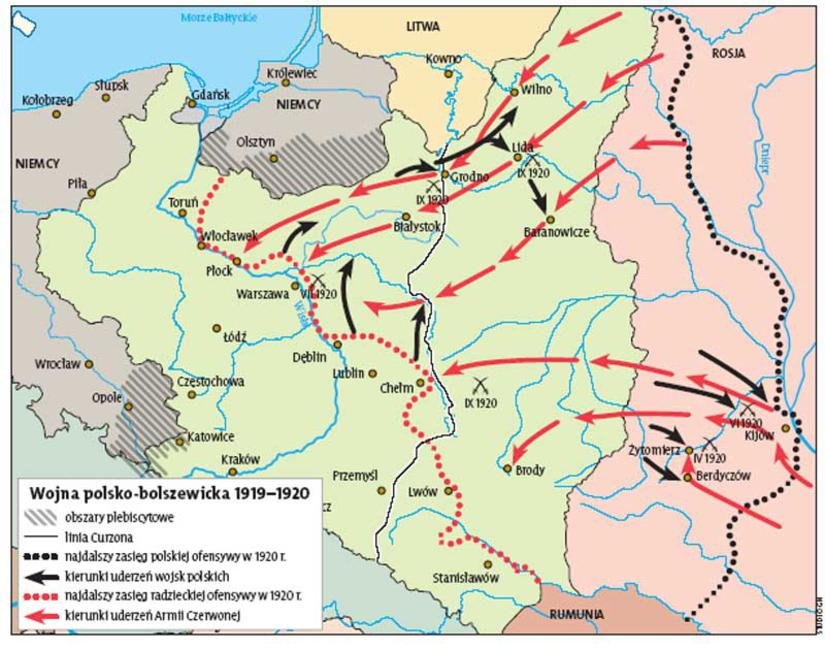 Morze Bałtyckie
LITWA
ROSJA
Kowno
Królewiec
Wilno
Słupsk
Kołobrzeg
Gdańsk
NIEMCY
Dniepr
Olsztyn
Lida
IX 1920
NIEMCY
Grodno
IX 1920
Piła
Toruń
Białystok
Baranowicze
Włocławek
Płock
Warszawa
VII 1920
Wisła
Łódź
Dęblin
Wrocław
Lublin
Częstochowa
Chełm
IX 1920
Opole
VI 1920
Kijów
Katowice
Żytomierz
IV 1920
Kraków
Brody
Berdyczów
Przemyśl
Lwów
Wojna polsko-bolszewicka 1919–1920
cz
obszary plebiscytowe
linia Curzona
najdalszy zasięg polskiej ofensywy w 1920 r.
kierunki uderzeń wojsk polskich
Stanisławów
najdalszy zasięg radzieckiej ofensywy w 1920 r.
kierunki uderzeń Armii Czerwonej
RUMUNIA